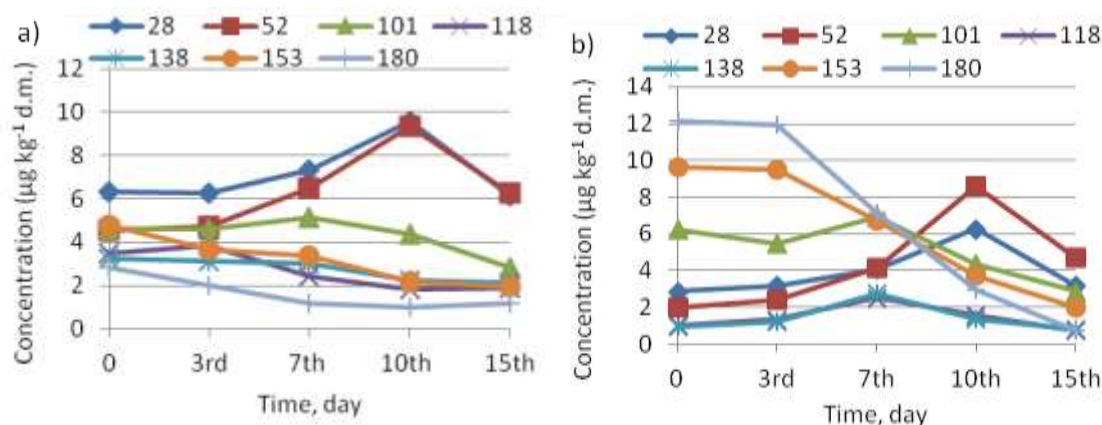 a)
28 52 101 118
138 153 180
Concentration (µg kg⁻¹ d.m.)
12
10
8
6
4
2
0
0 3rd 7th 10th 15th
Time, day
b)
28 52 101 118
138 153 180
Concentration (µg kg⁻¹ d.m.)
14
12
10
8
6
4
2
0
0 3rd 7th 10th 15th
Time, day